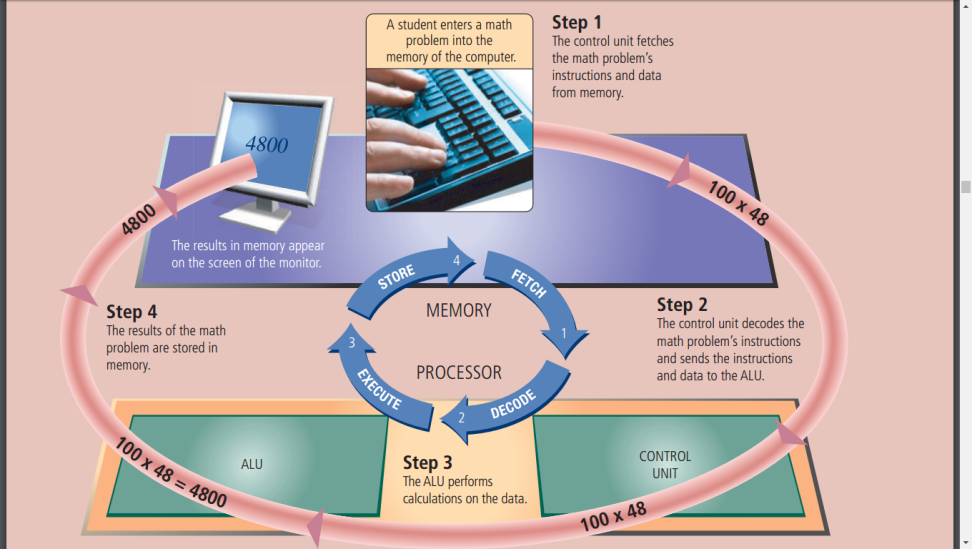 A student enters a math
problem into the
memory of the computer.
Step 1
The control unit fetches
the math problem's
instructions and data
from memory.
4800
100 x 48
4800
The results in memory appear
on the screen of the monitor.
STORE
4
FETCH
1
MEMORY
Step 4
The results of the math
problem are stored in
memory.
Step 2
The control unit decodes the
math problem's instructions
and sends the instructions
and data to the ALU.
3
EXECUTE
PROCESSOR
DECODE
2
ALU
100 x 48 = 4800
Step 3
The ALU performs
calculations on the data.
CONTROL
UNIT
100 x 48